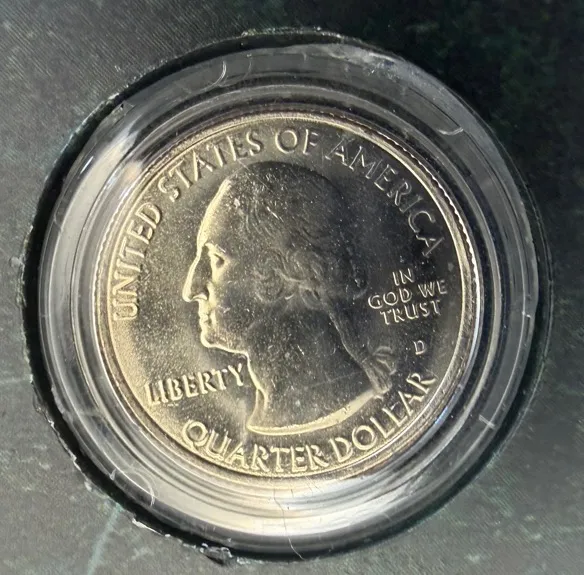 UNITED STATES OF AMERICA
IN
GOD WE
TRUST
D
LIBERTY
QUARTER DOLLAR